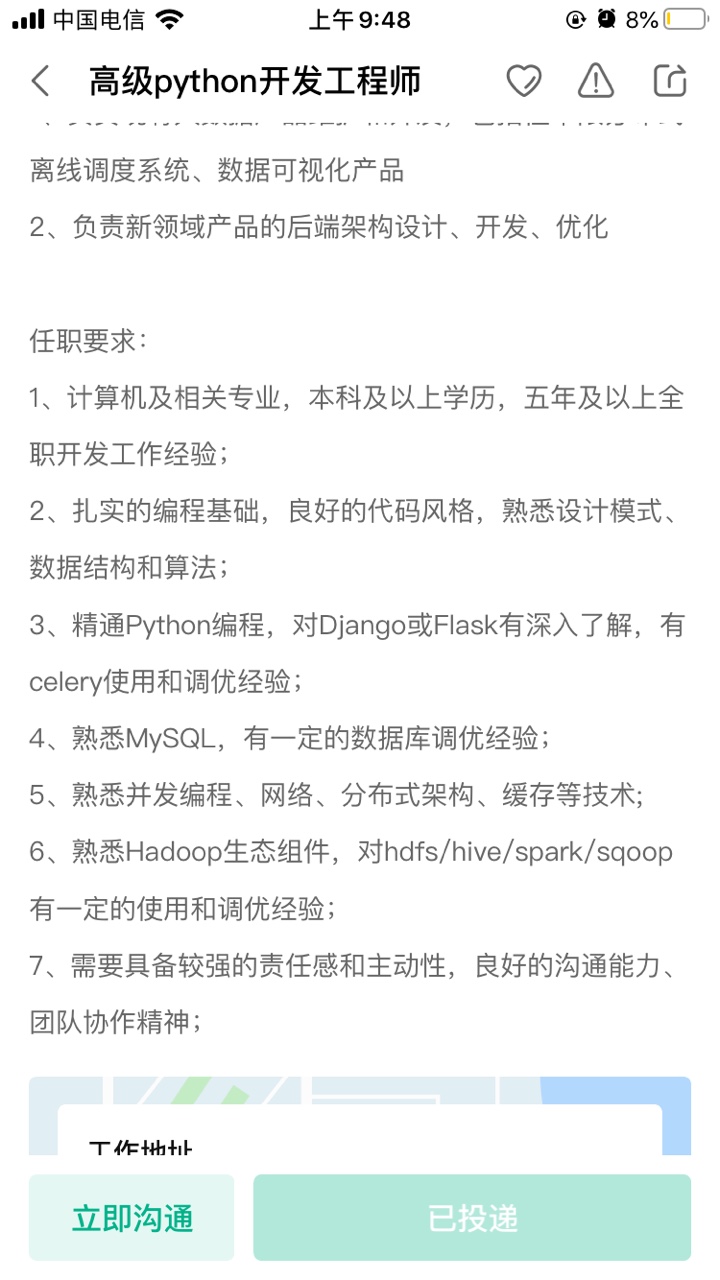 中国电信
上午9:48
8%
高级python开发工程师
离线调度系统、数据可视化产品
2、负责新领域产品的后端架构设计、开发、优化
任职要求：
1、计算机及相关专业，本科及以上学历，五年及以上全
职开发工作经验；
2、扎实的编程基础，良好的代码风格，熟悉设计模式、
数据结构和算法；
3、精通Python编程，对Django或Flask有深入了解，有
celery使用和调优经验；
4、熟悉MySQL，有一定的数据库调优经验；
5、熟悉并发编程、网络、分布式架构、缓存等技术；
6、熟悉Hadoop生态组件，对hdfs/hive/spark/sqoop
有一定的使用和调优经验；
7、需要具备较强的责任感和主动性，良好的沟通能力、
团队协作精神；
工作地址
立即沟通
已投递